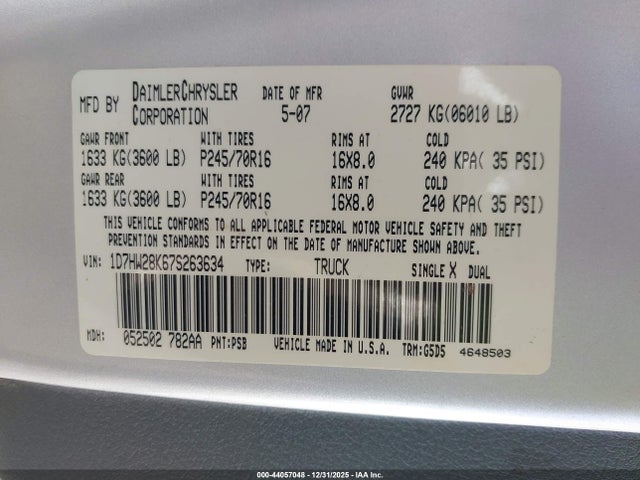 MFD BY DAIMLERCHRYSLER CORPORATION DATE OF MFR 5-07 GVWR 2727 KG(06010 LB)
GAWR FRONT WITH TIRES RIMS AT COLD
1633 KG(3600 LB) P245/70R16 16X8.0 240 KPA( 35 PSI)
GAWR REAR WITH TIRES RIMS AT COLD
1633 KG(3600 LB) P245/70R16 16X8.0 240 KPA( 35 PSI)
THIS VEHICLE CONFORMS TO ALL APPLICABLE FEDERAL MOTOR VEHICLE SAFETY AND THEFT
PREVENTION STANDARDS IN EFFECT ON THE DATE OF MANUFACTURE SHOWN ABOVE.
VIN: 1D7HW28K67S263634 TYPE: TRUCK SINGLE X DUAL
MDH: 052502 782AA PNT:PSB VEHICLE MADE IN U.S.A. TRM:G5D5 4648503
000-44057048 - 12/31/2025 - IAA Inc.